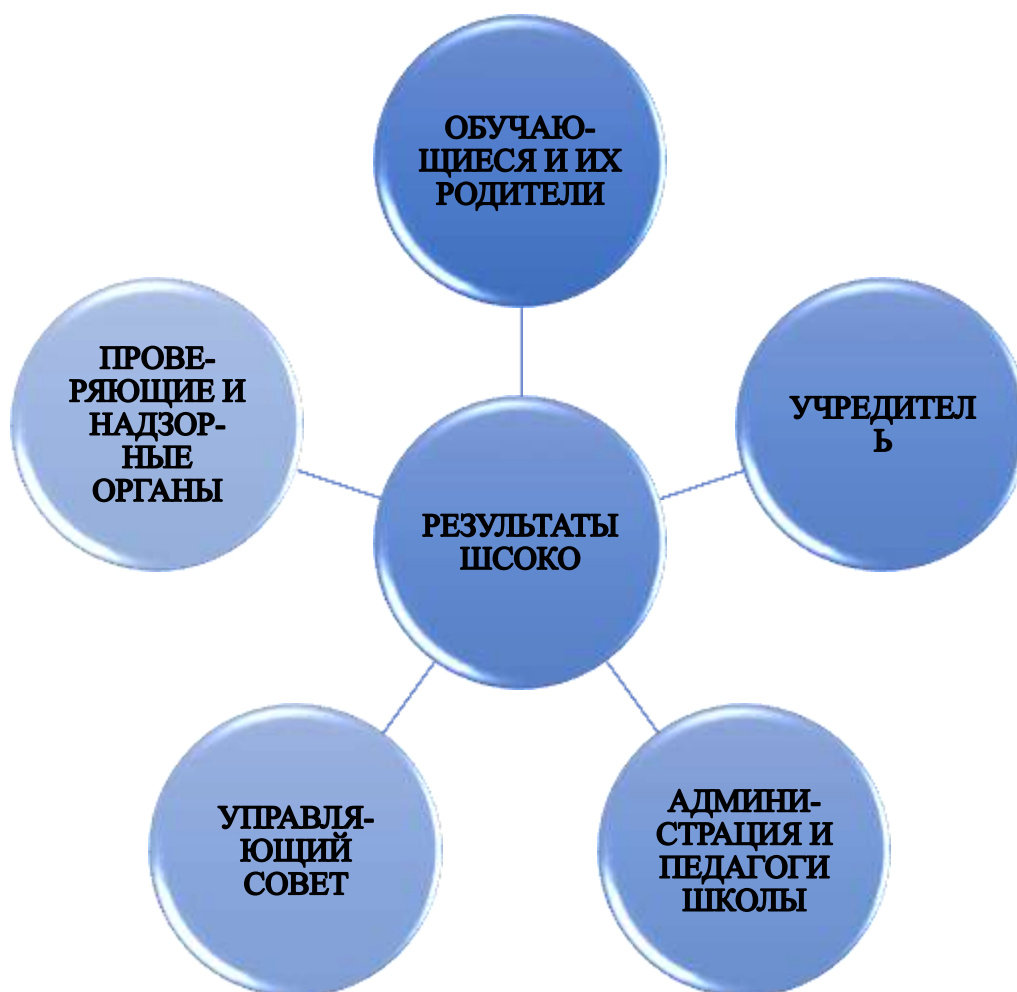 ОБУЧАЮ-
ЩИЕСЯ И ИХ
РОДИТЕЛИ
ПРОВЕ-
РЯЮЩИЕ И
НАДЗОР-
НЫЕ
ОРГАНЫ
УЧРЕДИТЕЛ
Ь
РЕЗУЛЬТАТЫ
ШСОКО
УПРАВЛЯ-
ЮЩИЙ
СОВЕТ
АДМИНИ-
СТРАЦИЯ И
ПЕДАГОГИ
ШКОЛЫ